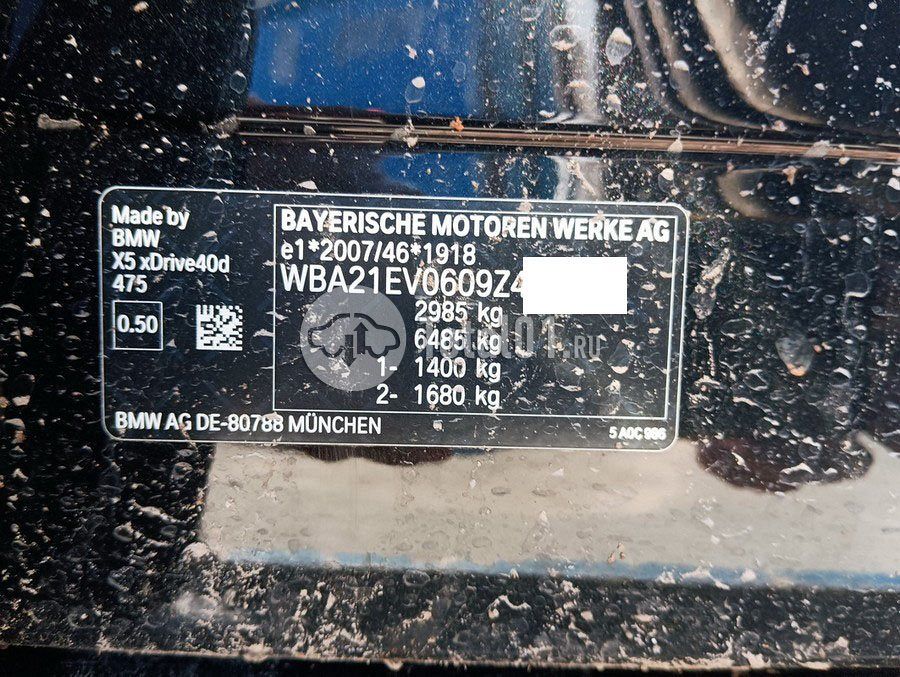 Made by
BMW
X5 xDrive40d
475
0.50
BAYERISCHE MOTOREN WERKE AG
e1*2007/46*1918
WBA21EV0609Z4
2985 kg
6485 kg
1- 1400 kg
2- 1680 kg
BMW AG DE-80788 MÜNCHEN
5 A0C 986